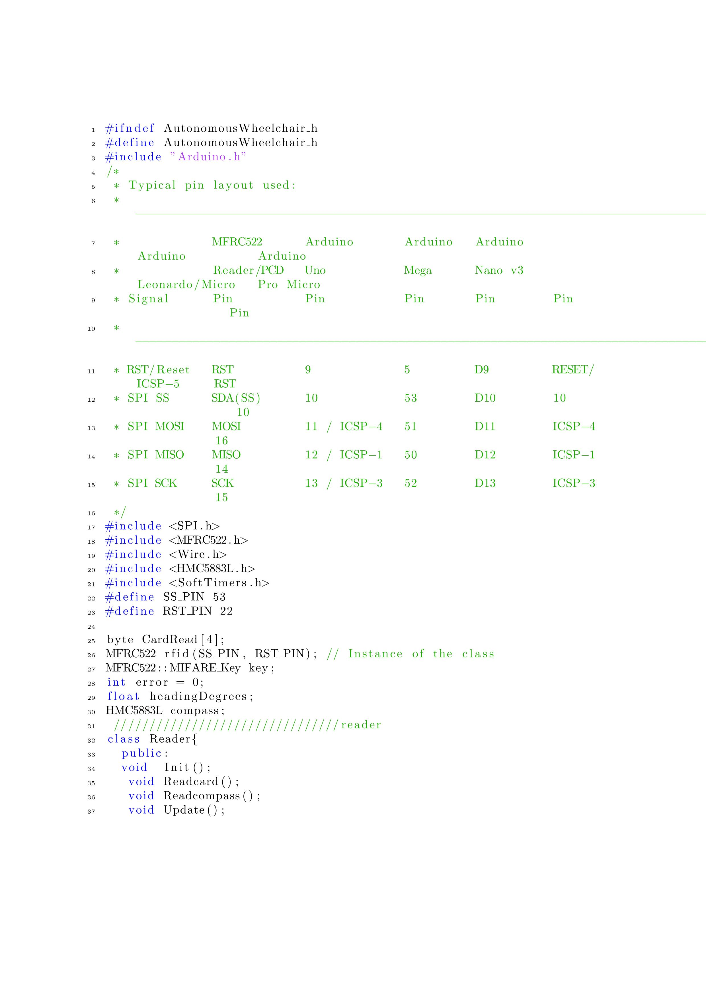 1 #ifndef AutonomousWheelchair_h
2 #define AutonomousWheelchair_h
3 #include "Arduino.h"
4 /*
5 * Typical pin layout used:
6 *
7 * MFRC522 Arduino Arduino Arduino
Arduino Arduino
8 * Reader/PCD Uno Mega Nano v3
Leonardo/Micro Pro Micro
9 * Signal Pin Pin Pin Pin Pin
Pin
10 *
11 * RST/Reset RST 9 5 D9 RESET/
ICSP-5 RST
12 * SPI SS SDA(SS) 10 53 D10 10
10
13 * SPI MOSI MOSI 11 / ICSP-4 51 D11 ICSP-4
16
14 * SPI MISO MISO 12 / ICSP-1 50 D12 ICSP-1
14
15 * SPI SCK SCK 13 / ICSP-3 52 D13 ICSP-3
15
16 */
17 #include <SPI.h>
18 #include <MFRC522.h>
19 #include <Wire.h>
20 #include <HMC5883L.h>
21 #include <SoftTimers.h>
22 #define SS_PIN 53
23 #define RST_PIN 22
24
25 byte CardRead[4];
26 MFRC522 rfid(SS_PIN, RST_PIN); // Instance of the class
27 MFRC522::MIFARE_Key key;
28 int error = 0;
29 float headingDegrees;
30 HMC5883L compass;
31 ////////////////////////////////reader
32 class Reader{
33 public:
34 void Init();
35 void Readcard();
36 void Readcompass();
37 void Update();